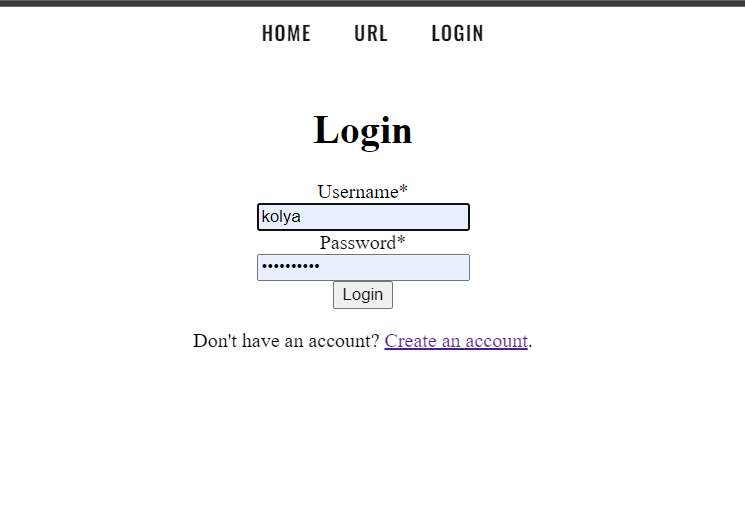 HOME URL LOGIN
Login
Username*
kolya
Password*
••••••••••
Login
Don't have an account? Create an account.